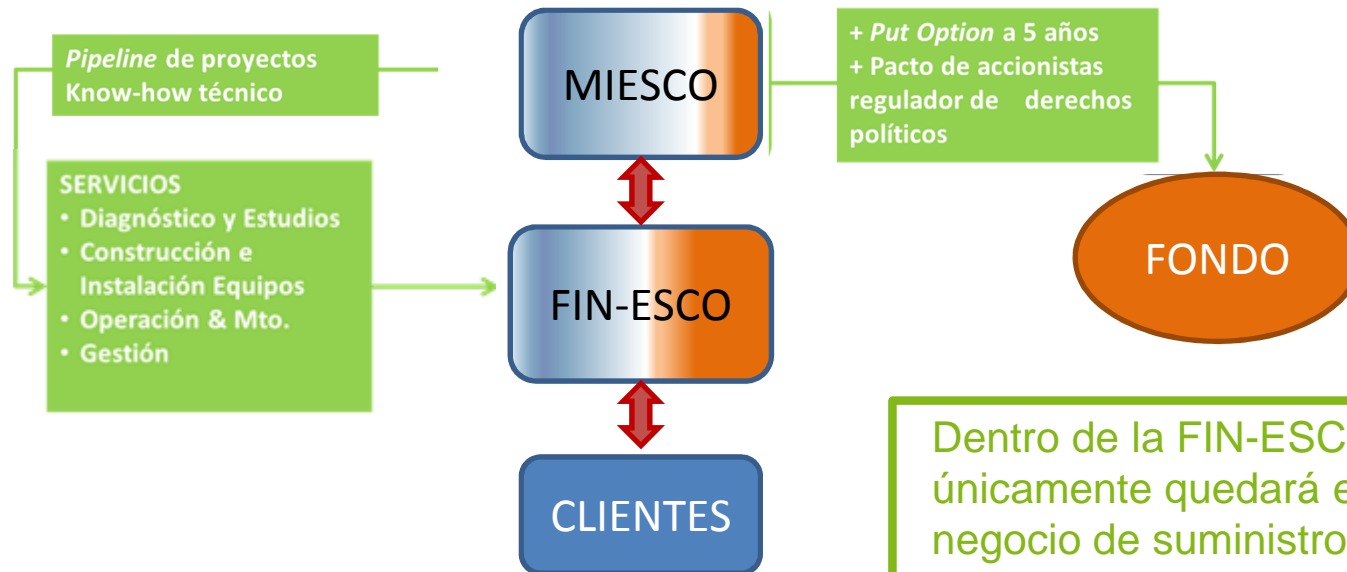 Pipeline de proyectos
Know-how técnico
SERVICIOS
• Diagnóstico y Estudios
• Construcción e
Instalación Equipos
• Operación & Mto.
• Gestión
MIESCO
FIN-ESCO
CLIENTES
+ Put Option a 5 años
+ Pacto de accionistas
regulador de derechos
políticos
FONDO
Dentro de la FIN-ESC
únicamente quedará e
negocio de suministro